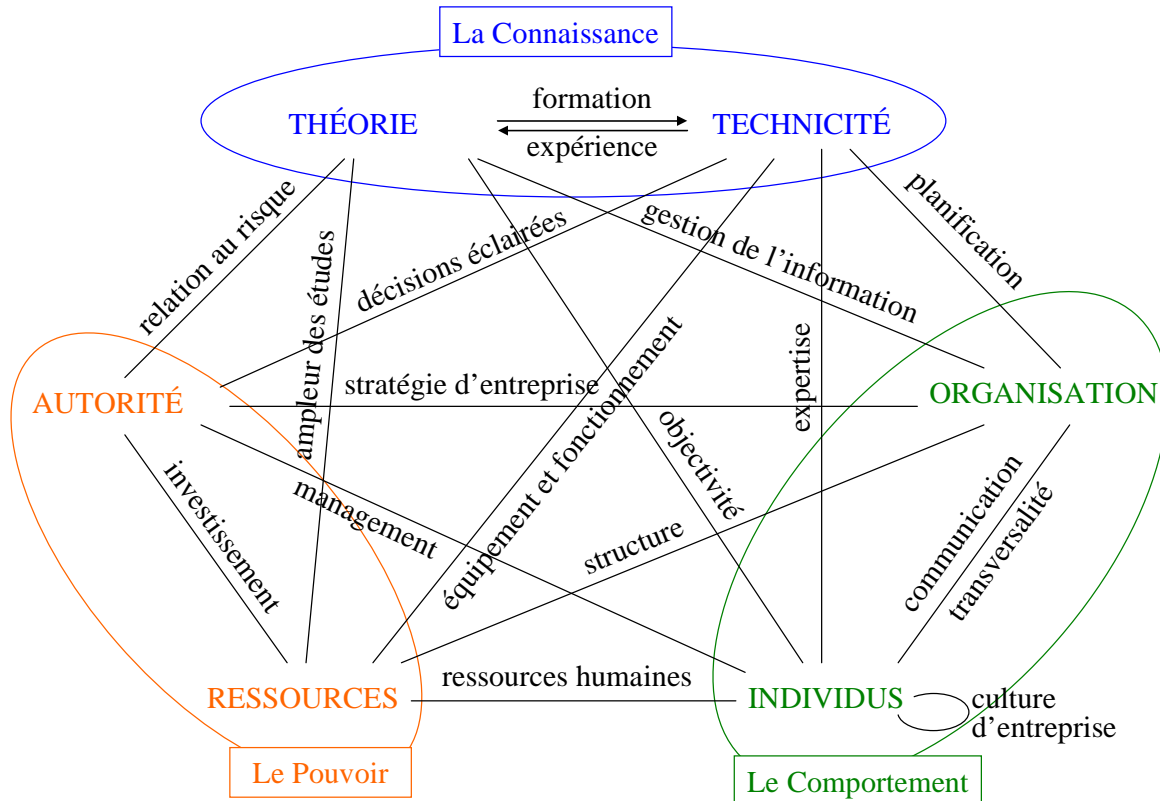 La Connaissance
formation
THÉORIE
TECHNICITÉ
expérience
planification
relation au risque
décisions éclairées
gestion de l’information
ampleur des études
expertise
AUTORITÉ
stratégie d’entreprise
ORGANISATION
équipement et fonctionnement
objectivité
investissement
management
structure
communication
transversalité
RESSOURCES
ressources humaines
INDIVIDUS
culture
d’entreprise
Le Pouvoir
Le Comportement